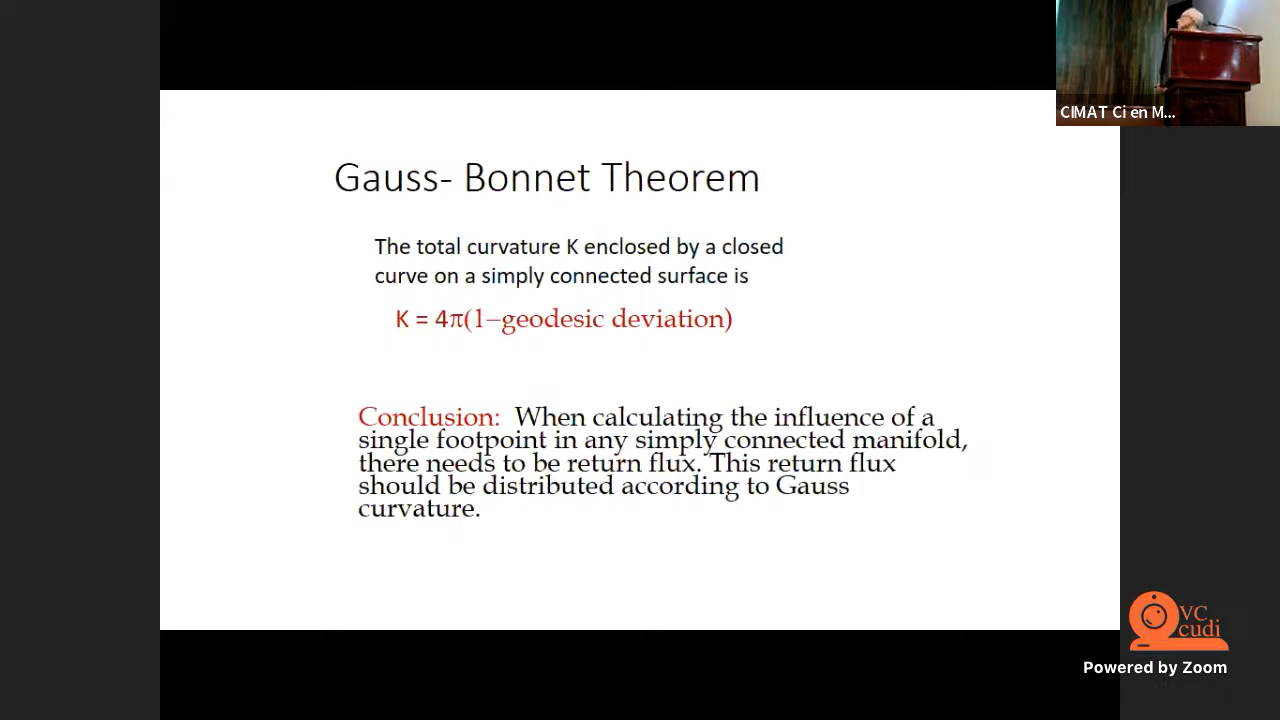 CIMAT Ci en M...
Gauss- Bonnet Theorem
The total curvature K enclosed by a closed
curve on a simply connected surface is
K = 4π(1–geodesic deviation)
Conclusion: When calculating the influence of a
single footpoint in any simply connected manifold,
there needs to be return flux. This return flux
should be distributed according to Gauss
curvature.
VC
cudi
Powered by Zoom